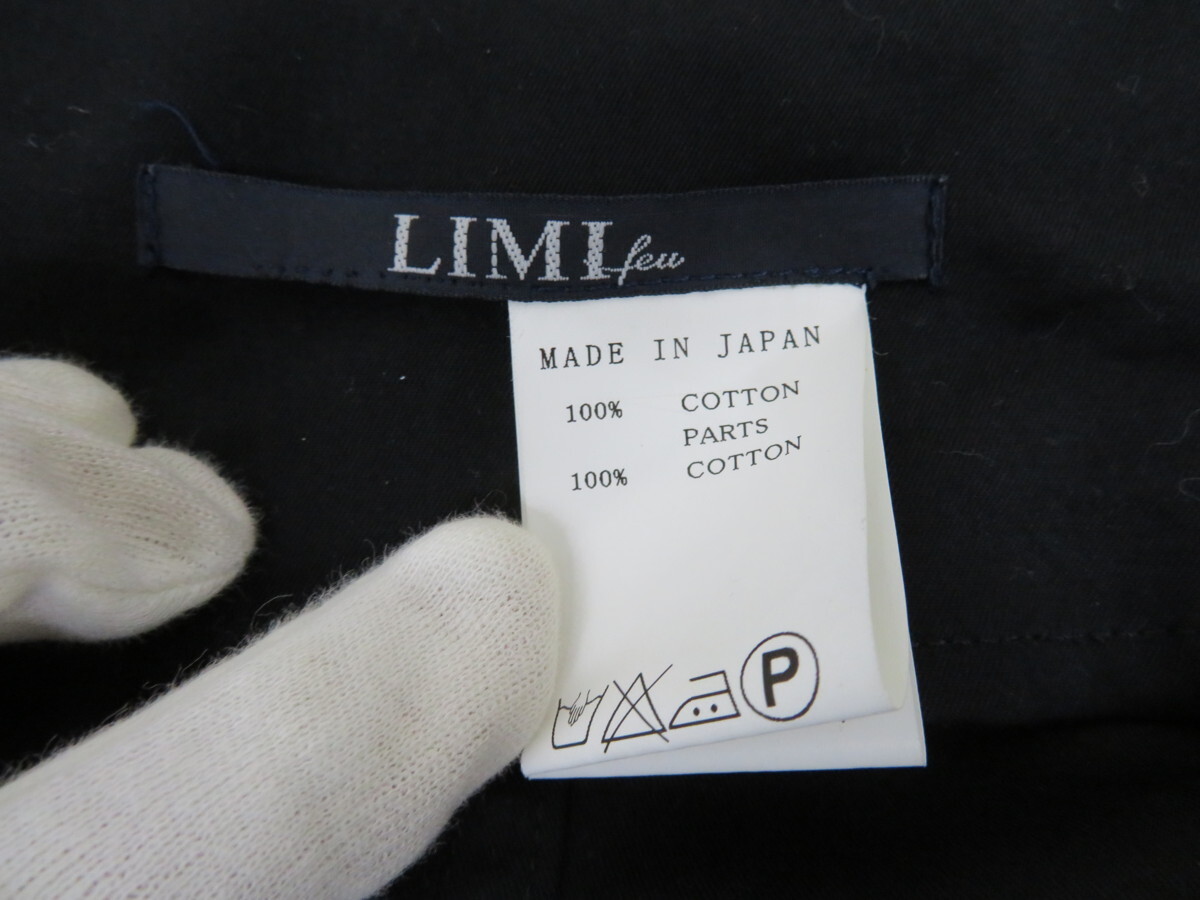 LIMI feu
MADE IN JAPAN
100% COTTON
PARTS
100% COTTON
P